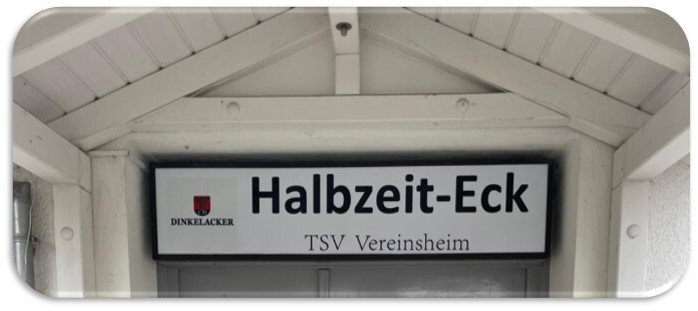 Halbzeit-Eck
DINKELACKER
TSV Vereinsheim